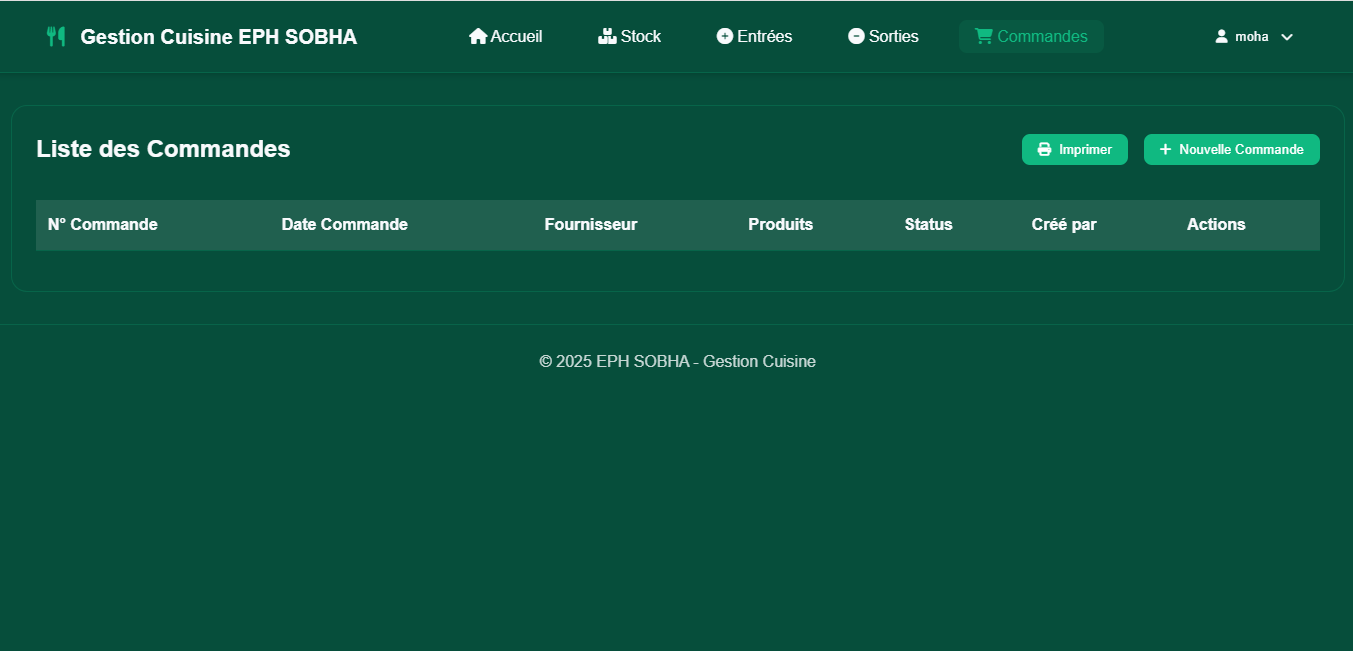 Gestion Cuisine EPH SOBHA Accueil Stock Entrées Sorties Commandes moha
Liste des Commandes Imprimer Nouvelle Commande
N° Commande Date Commande Fournisseur Produits Status Créé par Actions
© 2025 EPH SOBHA - Gestion Cuisine